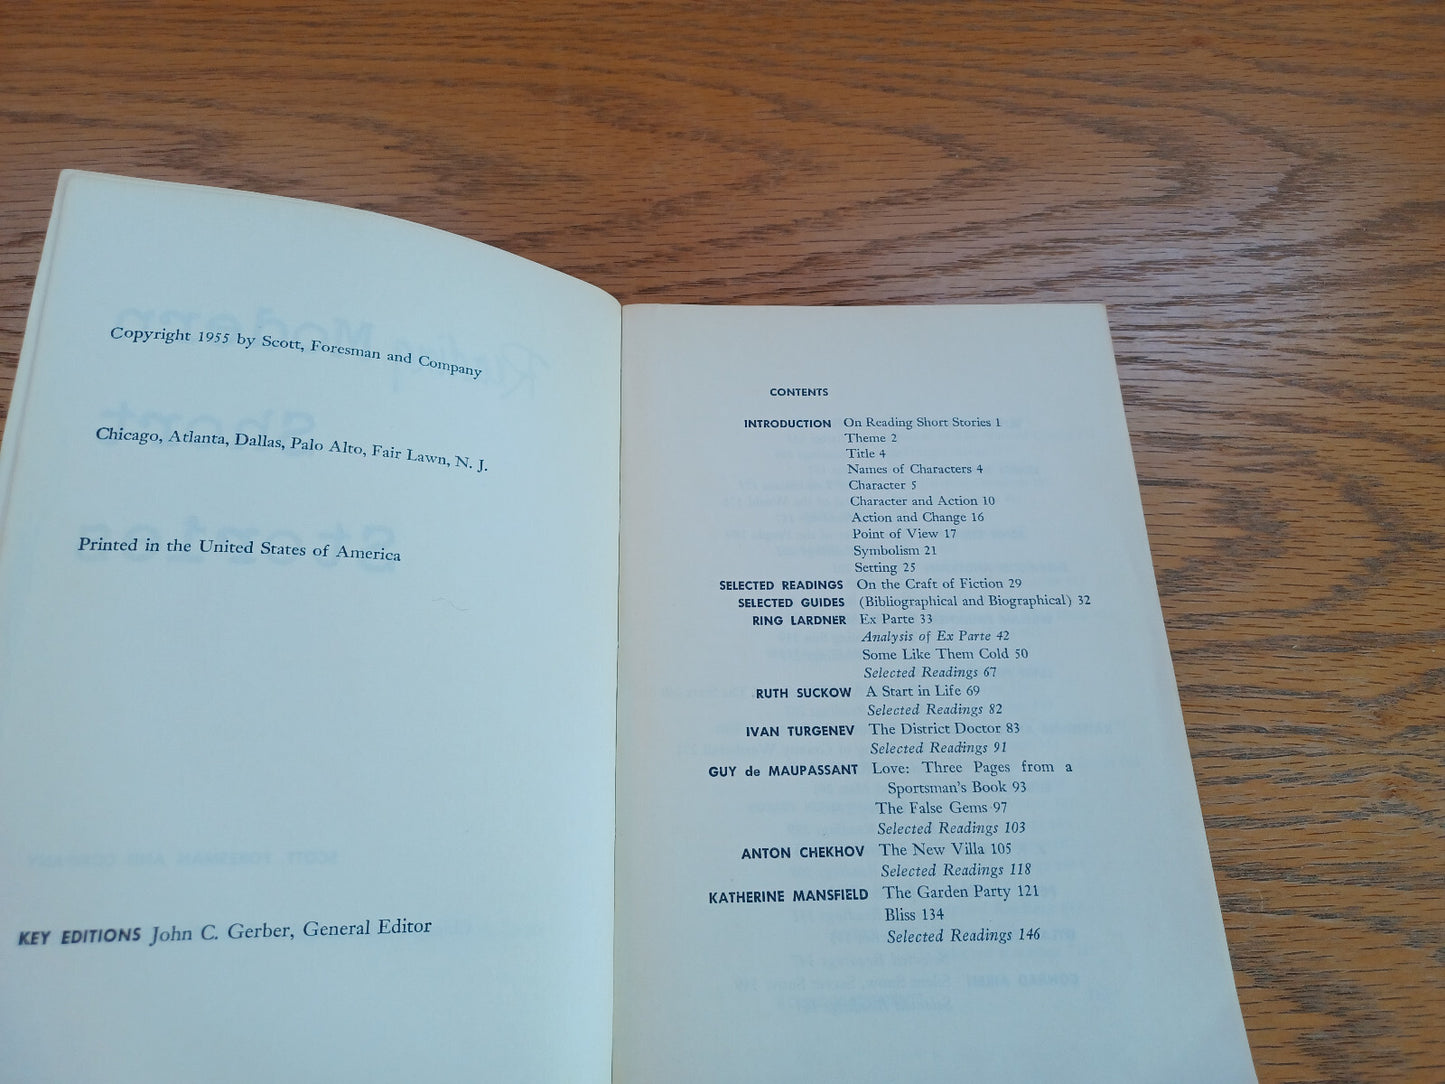 Copyright 1955 by Scott, Foresman and Company
Chicago, Atlanta, Dallas, Palo Alto, Fair Lawn, N. J.
Printed in the United States of America
KEY EDITIONS John C. Gerber, General Editor
CONTENTS
INTRODUCTION On Reading Short Stories 1
Theme 2
Title 4
Names of Characters 4
Character 5
Character and Action 10
Action and Change 16
Point of View 17
Symbolism 21
Setting 25
SELECTED READINGS On the Craft of Fiction 29
SELECTED GUIDES (Bibliographical and Biographical) 32
RING LARDNER Ex Parte 33
Analysis of Ex Parte 42
Some Like Them Cold 50
Selected Readings 67
RUTH SUCKOW A Start in Life 69
Selected Readings 82
IVAN TURGENEV The District Doctor 83
Selected Readings 91
GUY de MAUPASSANT Love: Three Pages from a
Sportsman's Book 93
The False Gems 97
Selected Readings 103
ANTON CHEKHOV The New Villa 105
Selected Readings 118
KATHERINE MANSFIELD The Garden Party 121
Bliss 134
Selected Readings 146